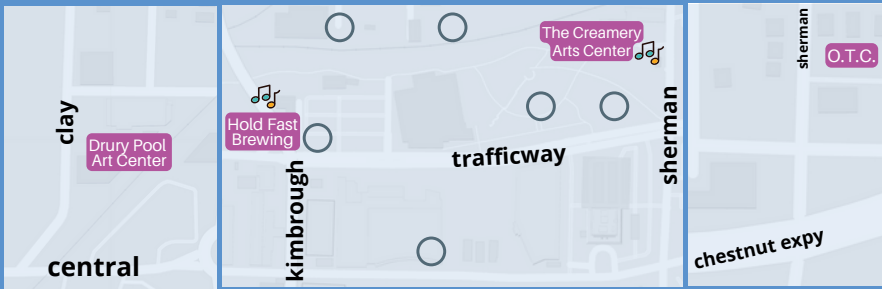 clay
Drury Pool
Art Center
central
The Creamery
Arts Center
Hold Fast
Brewing
trafficway
kimbrough
sherman
sherman
O.T.C.
chestnut expy